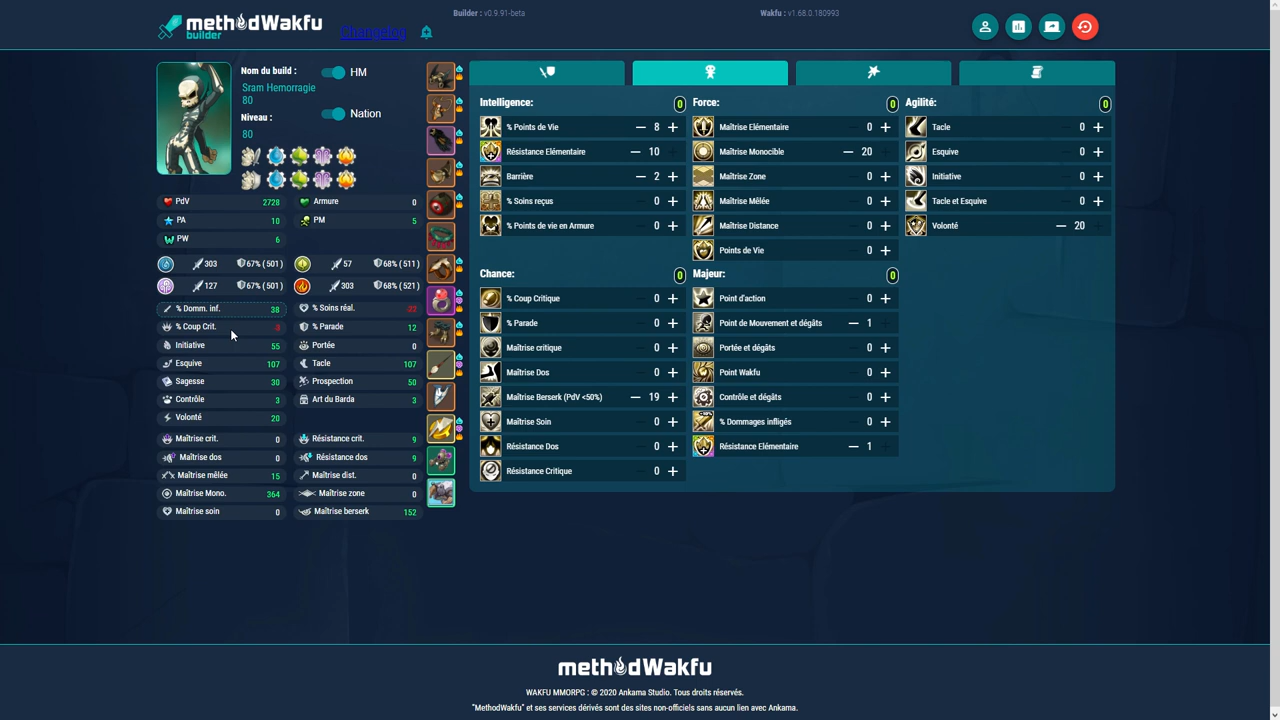 methodWakfu
builder
Changelog
Builder : v0.9.91-beta
Wakfu : v1.68.0.180993
Nom du build :
Sram Hemorragie
80
HM
Niveau :
80
Nation
PdV 2728
Armure 0
PA 10
PM 5
PW 6
303 67% ( 501 )
57 68% ( 511 )
127 67% ( 501 )
303 68% ( 521 )
% Domm. inf. 38
% Soins réal. -22
% Coup Crit. -3
% Parade 12
Initiative 55
Portée 0
Esquive 107
Tacle 107
Sagesse 30
Prospection 50
Contrôle 3
Art du Barda 3
Volonté 20
Maîtrise crit. 0
Résistance crit. 9
Maîtrise dos 0
Résistance dos 9
Maîtrise mêlée 15
Maîtrise dist. 0
Maîtrise Mono. 364
Maîtrise zone 0
Maîtrise soin 0
Maîtrise berserk 152
Intelligence: 0
% Points de Vie — 8 +
Résistance Elémentaire — 10 +
Barrière — 2 +
% Soins reçus — 0 +
% Points de vie en Armure — 0 +
Force: 0
Maîtrise Elémentaire — 0 +
Maîtrise Monocible — 20 +
Maîtrise Zone — 0 +
Maîtrise Mêlée — 0 +
Maîtrise Distance — 0 +
Points de Vie — 0 +
Agilité: 0
Tacle — 0 +
Esquive — 0 +
Initiative — 0 +
Tacle et Esquive — 0 +
Volonté — 20 +
Chance: 0
% Coup Critique — 0 +
% Parade — 0 +
Maîtrise critique — 0 +
Maîtrise Dos — 0 +
Maîtrise Berserk (PdV <50%) — 19 +
Maîtrise Soin — 0 +
Résistance Dos — 0 +
Résistance Critique — 0 +
Majeur: 0
Point d'action — 0 +
Point de Mouvement et dégâts — 1 +
Portée et dégâts — 0 +
Point Wakfu — 0 +
Contrôle et dégâts — 0 +
% Dommages infligés — 0 +
Résistance Elémentaire — 1 +
methodWakfu
WAKFU MMORPG : © 2020 Ankama Studio. Tous droits réservés.
"MethodWakfu" et ses services dérivés sont des sites non-officiels sans aucun lien avec Ankama.